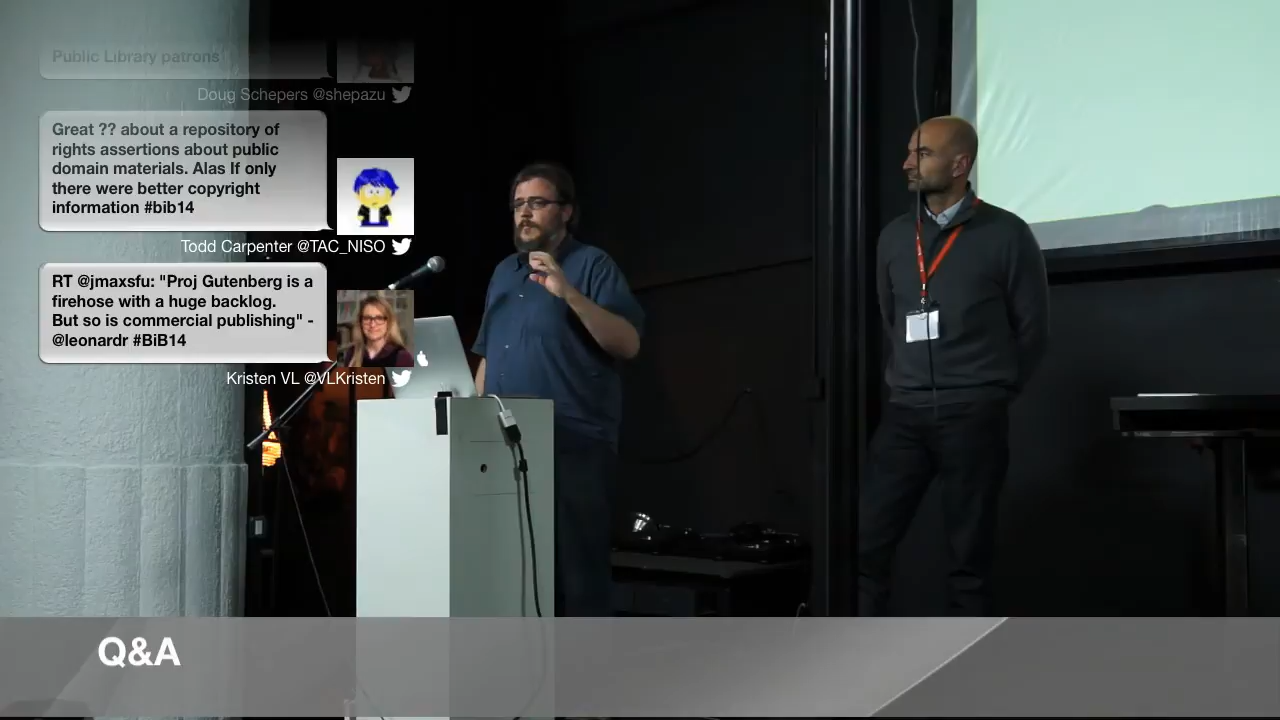 Public Library patrons
Doug Schepers @shepazu
Great ?? about a repository of
rights assertions about public
domain materials. Alas If only
there were better copyright
information #bib14
Todd Carpenter @TAC_NISO
RT @jmaxsfu: "Proj Gutenberg is a
firehose with a huge backlog.
But so is commercial publishing" -
@leonardr #BiB14
Kristen VL @VLKristen
Q&A